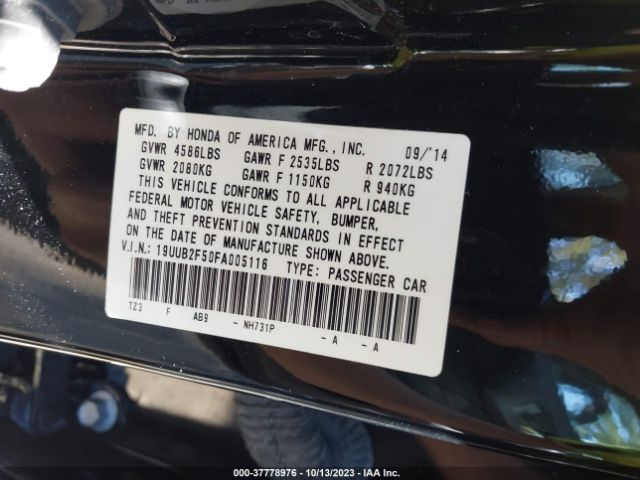 MFD. BY HONDA OF AMERICA MFG., INC. 09/'14
GVWR 4586LBS GAWR F 2535LBS R 2072LBS
GVWR 2080KG GAWR F 1150KG R 940KG
THIS VEHICLE CONFORMS TO ALL APPLICABLE
FEDERAL MOTOR VEHICLE SAFETY, BUMPER,
AND THEFT PREVENTION STANDARDS IN EFFECT
ON THE DATE OF MANUFACTURE SHOWN ABOVE.
V.I.N.: 19UUB2F50FA005116 TYPE: PASSENGER CAR
TZ3 F AB9 - NH731P - A - A
000-37778976 | 10/13/2023 | IAA Inc.